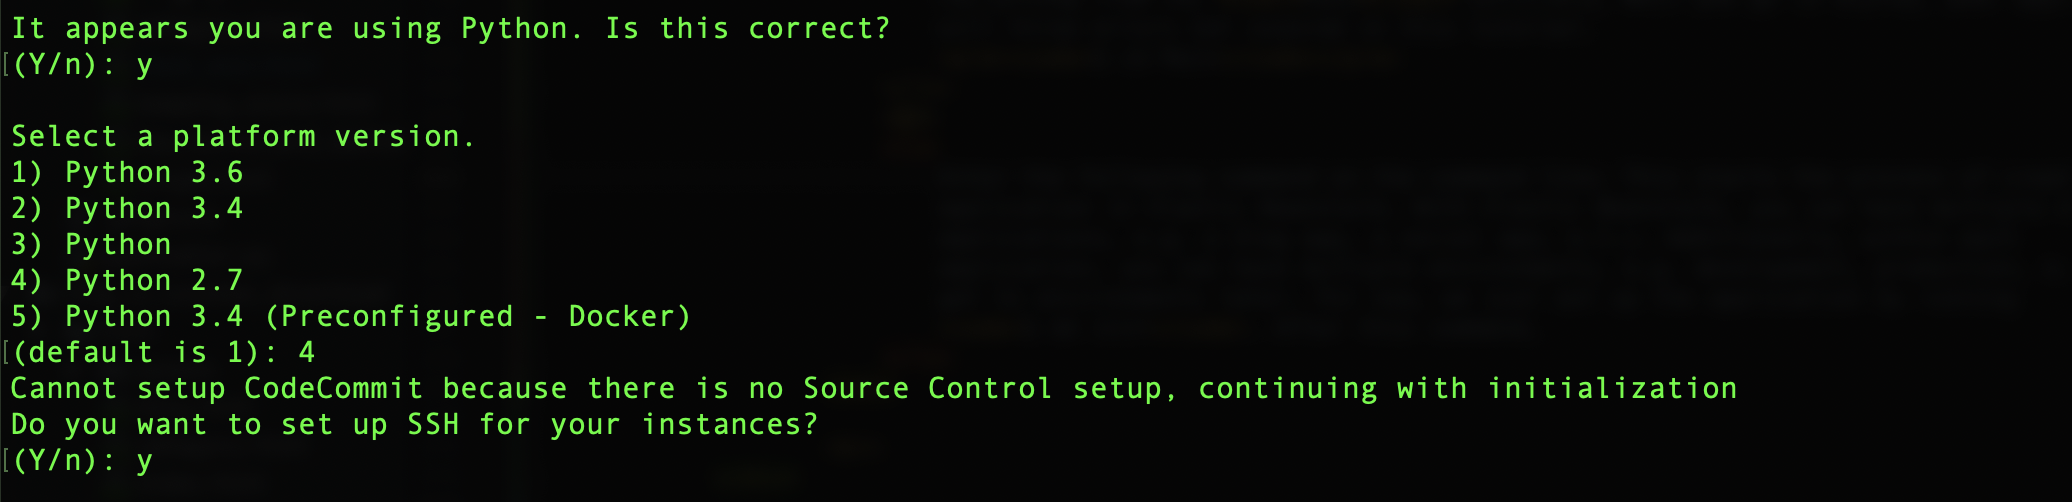 It appears you are using Python. Is this correct?
[(Y/n): y
Select a platform version.
1) Python 3.6
2) Python 3.4
3) Python
4) Python 2.7
5) Python 3.4 (Preconfigured - Docker)
[(default is 1): 4
Cannot setup CodeCommit because there is no Source Control setup, continuing with initialization
Do you want to set up SSH for your instances?
[(Y/n): y